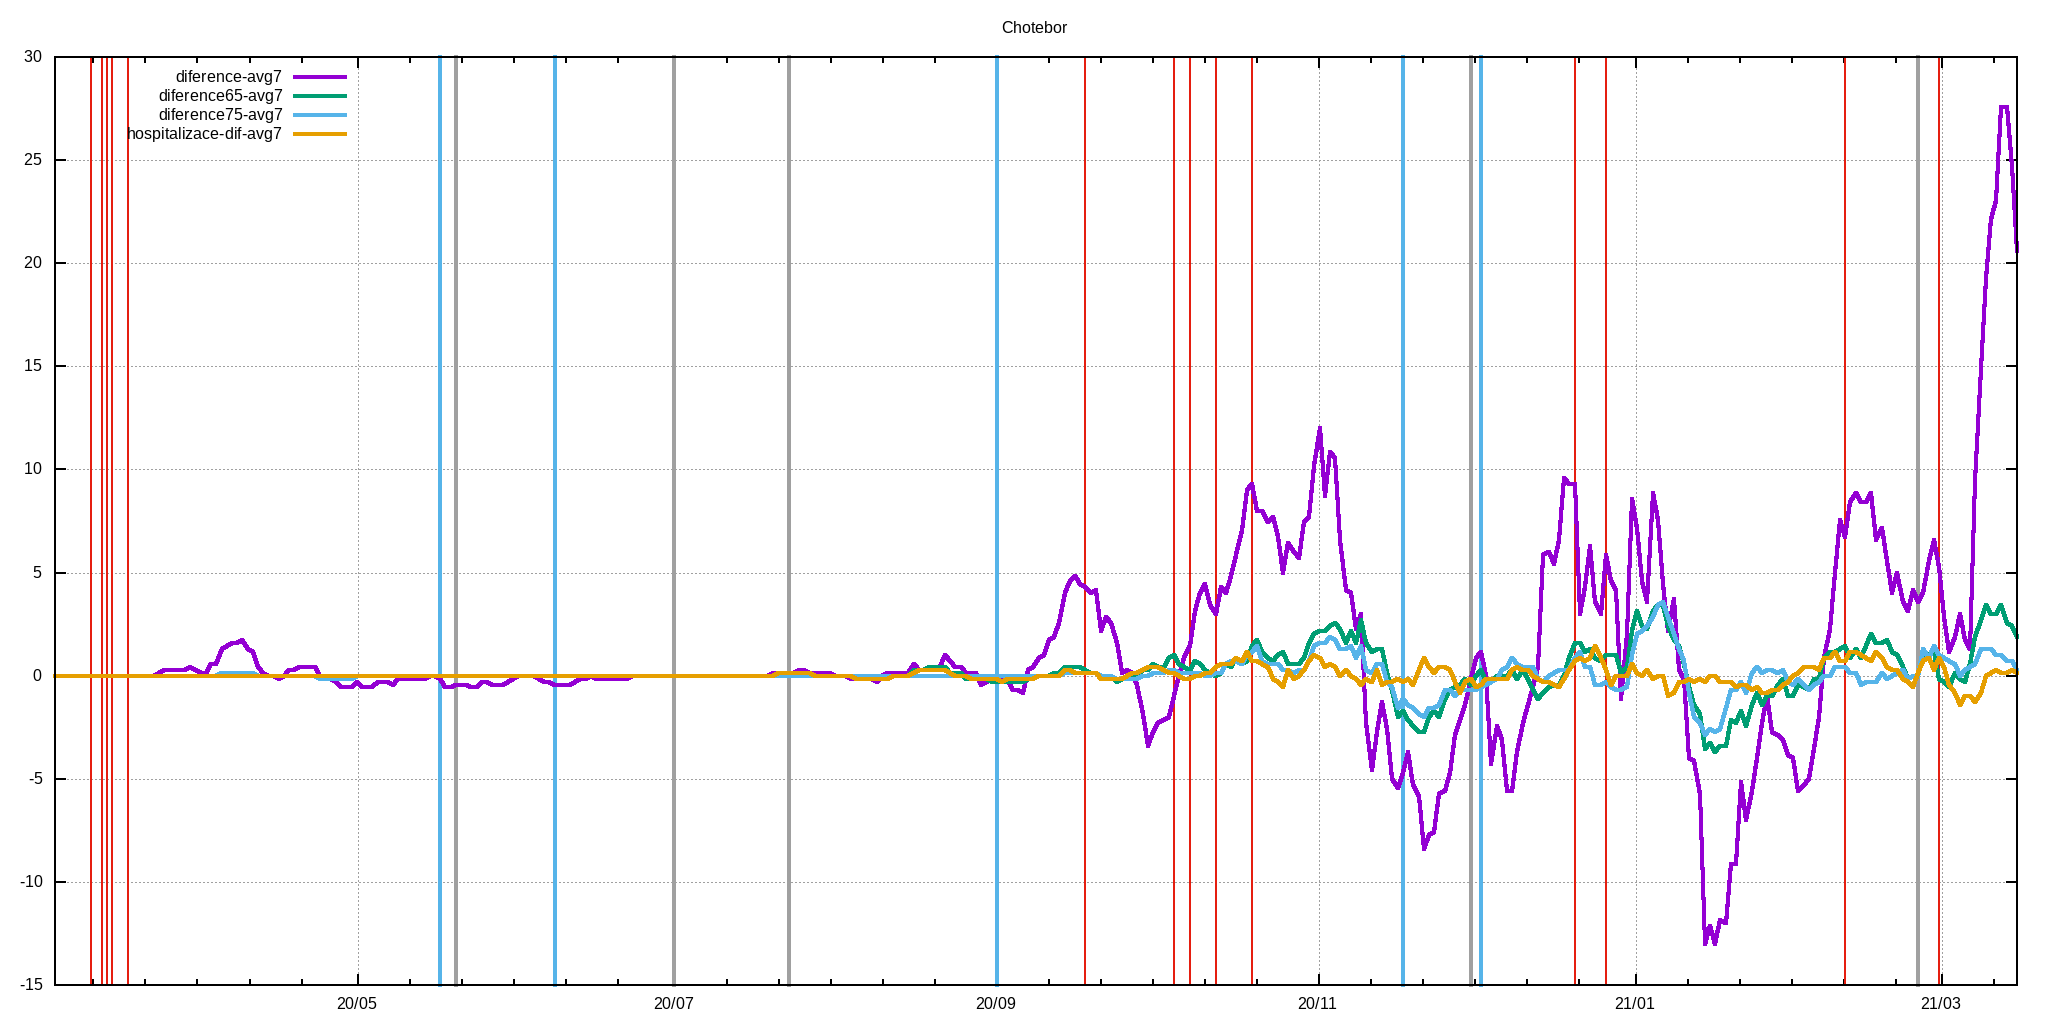 Chotebor
30
diference-avg7
diference65-avg7
diference75-avg7
hospitalizace-dif-avg7
25
20
15
10
5
0
-5
-10
-15
20/05 20/07 20/09 20/11 21/01 21/03